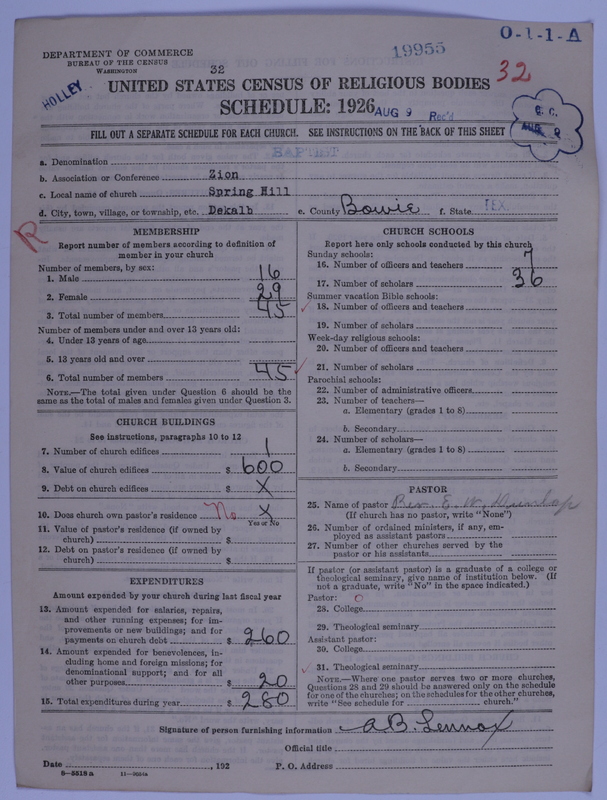 O-1-1-A
19955
DEPARTMENT OF COMMERCE
BUREAU OF THE CENSUS
WASHINGTON
32
32
HOLLEY
UNITED STATES CENSUS OF RELIGIOUS BODIES
SCHEDULE: 1926
AUG 9 Rec'd
C. C.
AUG 9
FILL OUT A SEPARATE SCHEDULE FOR EACH CHURCH. SEE INSTRUCTIONS ON THE BACK OF THIS SHEET
a. Denomination BAPTIST
b. Association or Conference Zion
c. Local name of church Spring Hill
d. City, town, village, or township, etc. Dekalb e. County Bowie f. State TEX
R
MEMBERSHIP
Report number of members according to definition of
member in your church
Number of members, by sex:
1. Male 16
2. Female 29
3. Total number of members 45
Number of members under and over 13 years old:
4. Under 13 years of age
5. 13 years old and over
6. Total number of members 45
NOTE.—The total given under Question 6 should be the
same as the total of males and females given under Question 3.
CHURCH BUILDINGS
See instructions, paragraphs 10 to 12
7. Number of church edifices 1
8. Value of church edifices $ 600
9. Debt on church edifices $ X
10. Does church own pastor's residence No X
Yes or No
11. Value of pastor's residence (if owned by
church) $
12. Debt on pastor's residence (if owned by
church) $
EXPENDITURES
Amount expended by your church during last fiscal year
13. Amount expended for salaries, repairs,
and other running expenses; for im-
provements or new buildings; and for
payments on church debt $ 260
14. Amount expended for benevolences, in-
cluding home and foreign missions; for
denominational support; and for all
other purposes $ 20
15. Total expenditures during year $ 280
CHURCH SCHOOLS
Report here only schools conducted by this church
Sunday schools:
16. Number of officers and teachers 7
17. Number of scholars 36
Summer vacation Bible schools:
18. Number of officers and teachers
19. Number of scholars
Week-day religious schools:
20. Number of officers and teachers
21. Number of scholars
Parochial schools:
22. Number of administrative officers
23. Number of teachers—
a. Elementary (grades 1 to 8)
b. Secondary
24. Number of scholars—
a. Elementary (grades 1 to 8)
b. Secondary
PASTOR
25. Name of pastor Rev. E. W. Dunlap
(If church has no pastor, write "None")
26. Number of ordained ministers, if any, em-
ployed as assistant pastors
27. Number of other churches served by the
pastor or his assistants
If pastor (or assistant pastor) is a graduate of a college or
theological seminary, give name of institution below. (If
not a graduate, write "No" in the space indicated.)
Pastor: 0
28. College
29. Theological seminary
Assistant pastor:
30. College
31. Theological seminary
NOTE.—Where one pastor serves two or more churches,
Questions 28 and 29 should be answered only on the schedule
for one of the churches; on the schedules for the other churches,
write "See schedule for church."
Signature of person furnishing information A B. Lennox
Official title
Date , 192 P. O. Address
8-5518 a 11-9034a